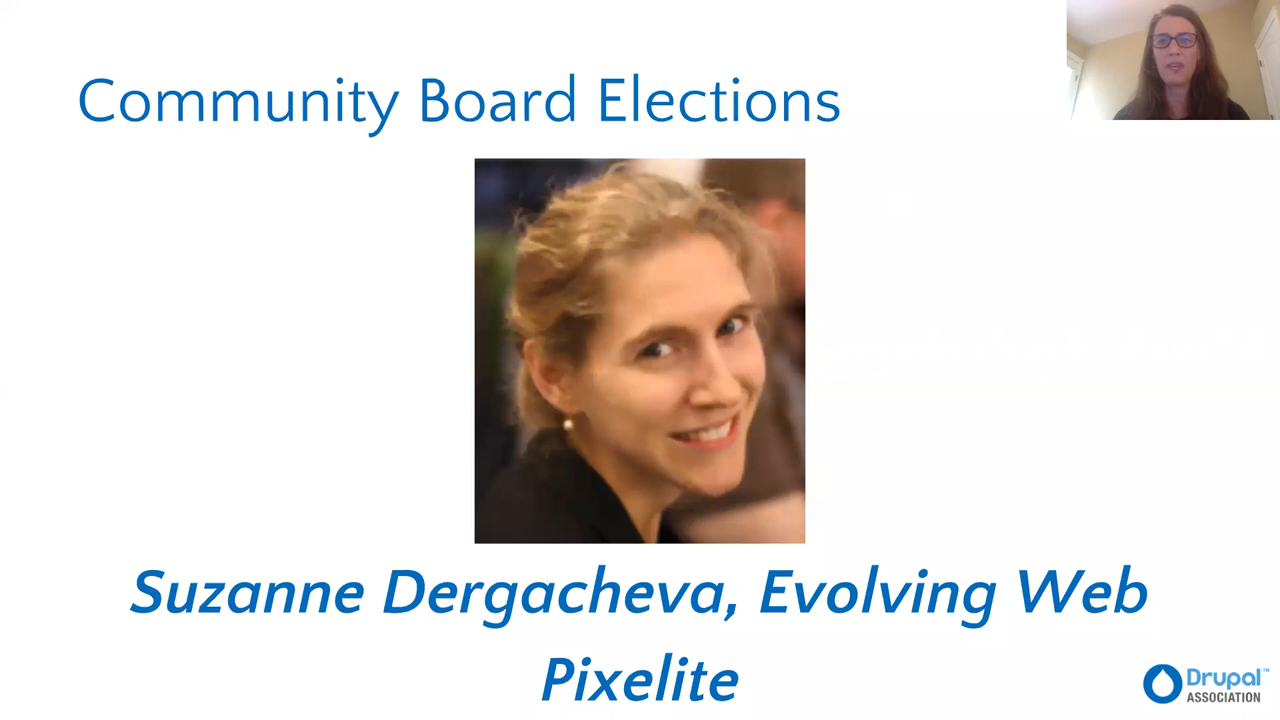 Community Board Elections
Suzanne Dergacheva, Evolving Web
Pixelite
Drupal™
ASSOCIATION